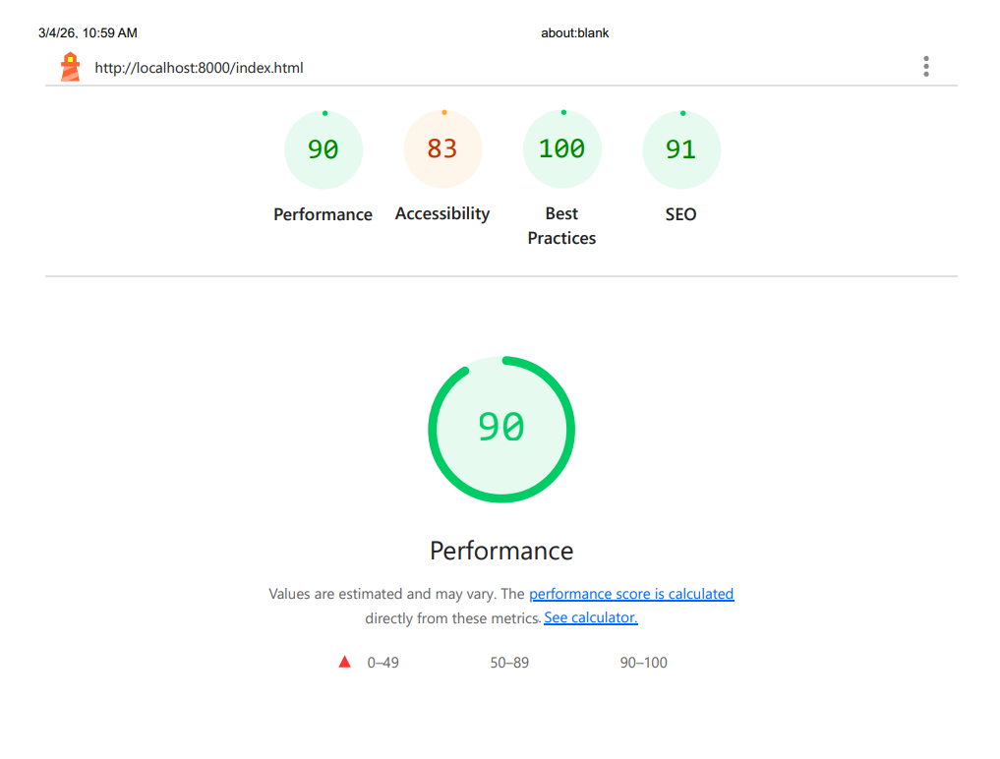 3/4/26, 10:59 AM about:blank
http://localhost:8000/index.html
90 83 100 91
Performance Accessibility Best Practices SEO
90
Performance
Values are estimated and may vary. The performance score is calculated
directly from these metrics. See calculator.
0–49 50–89 90–100